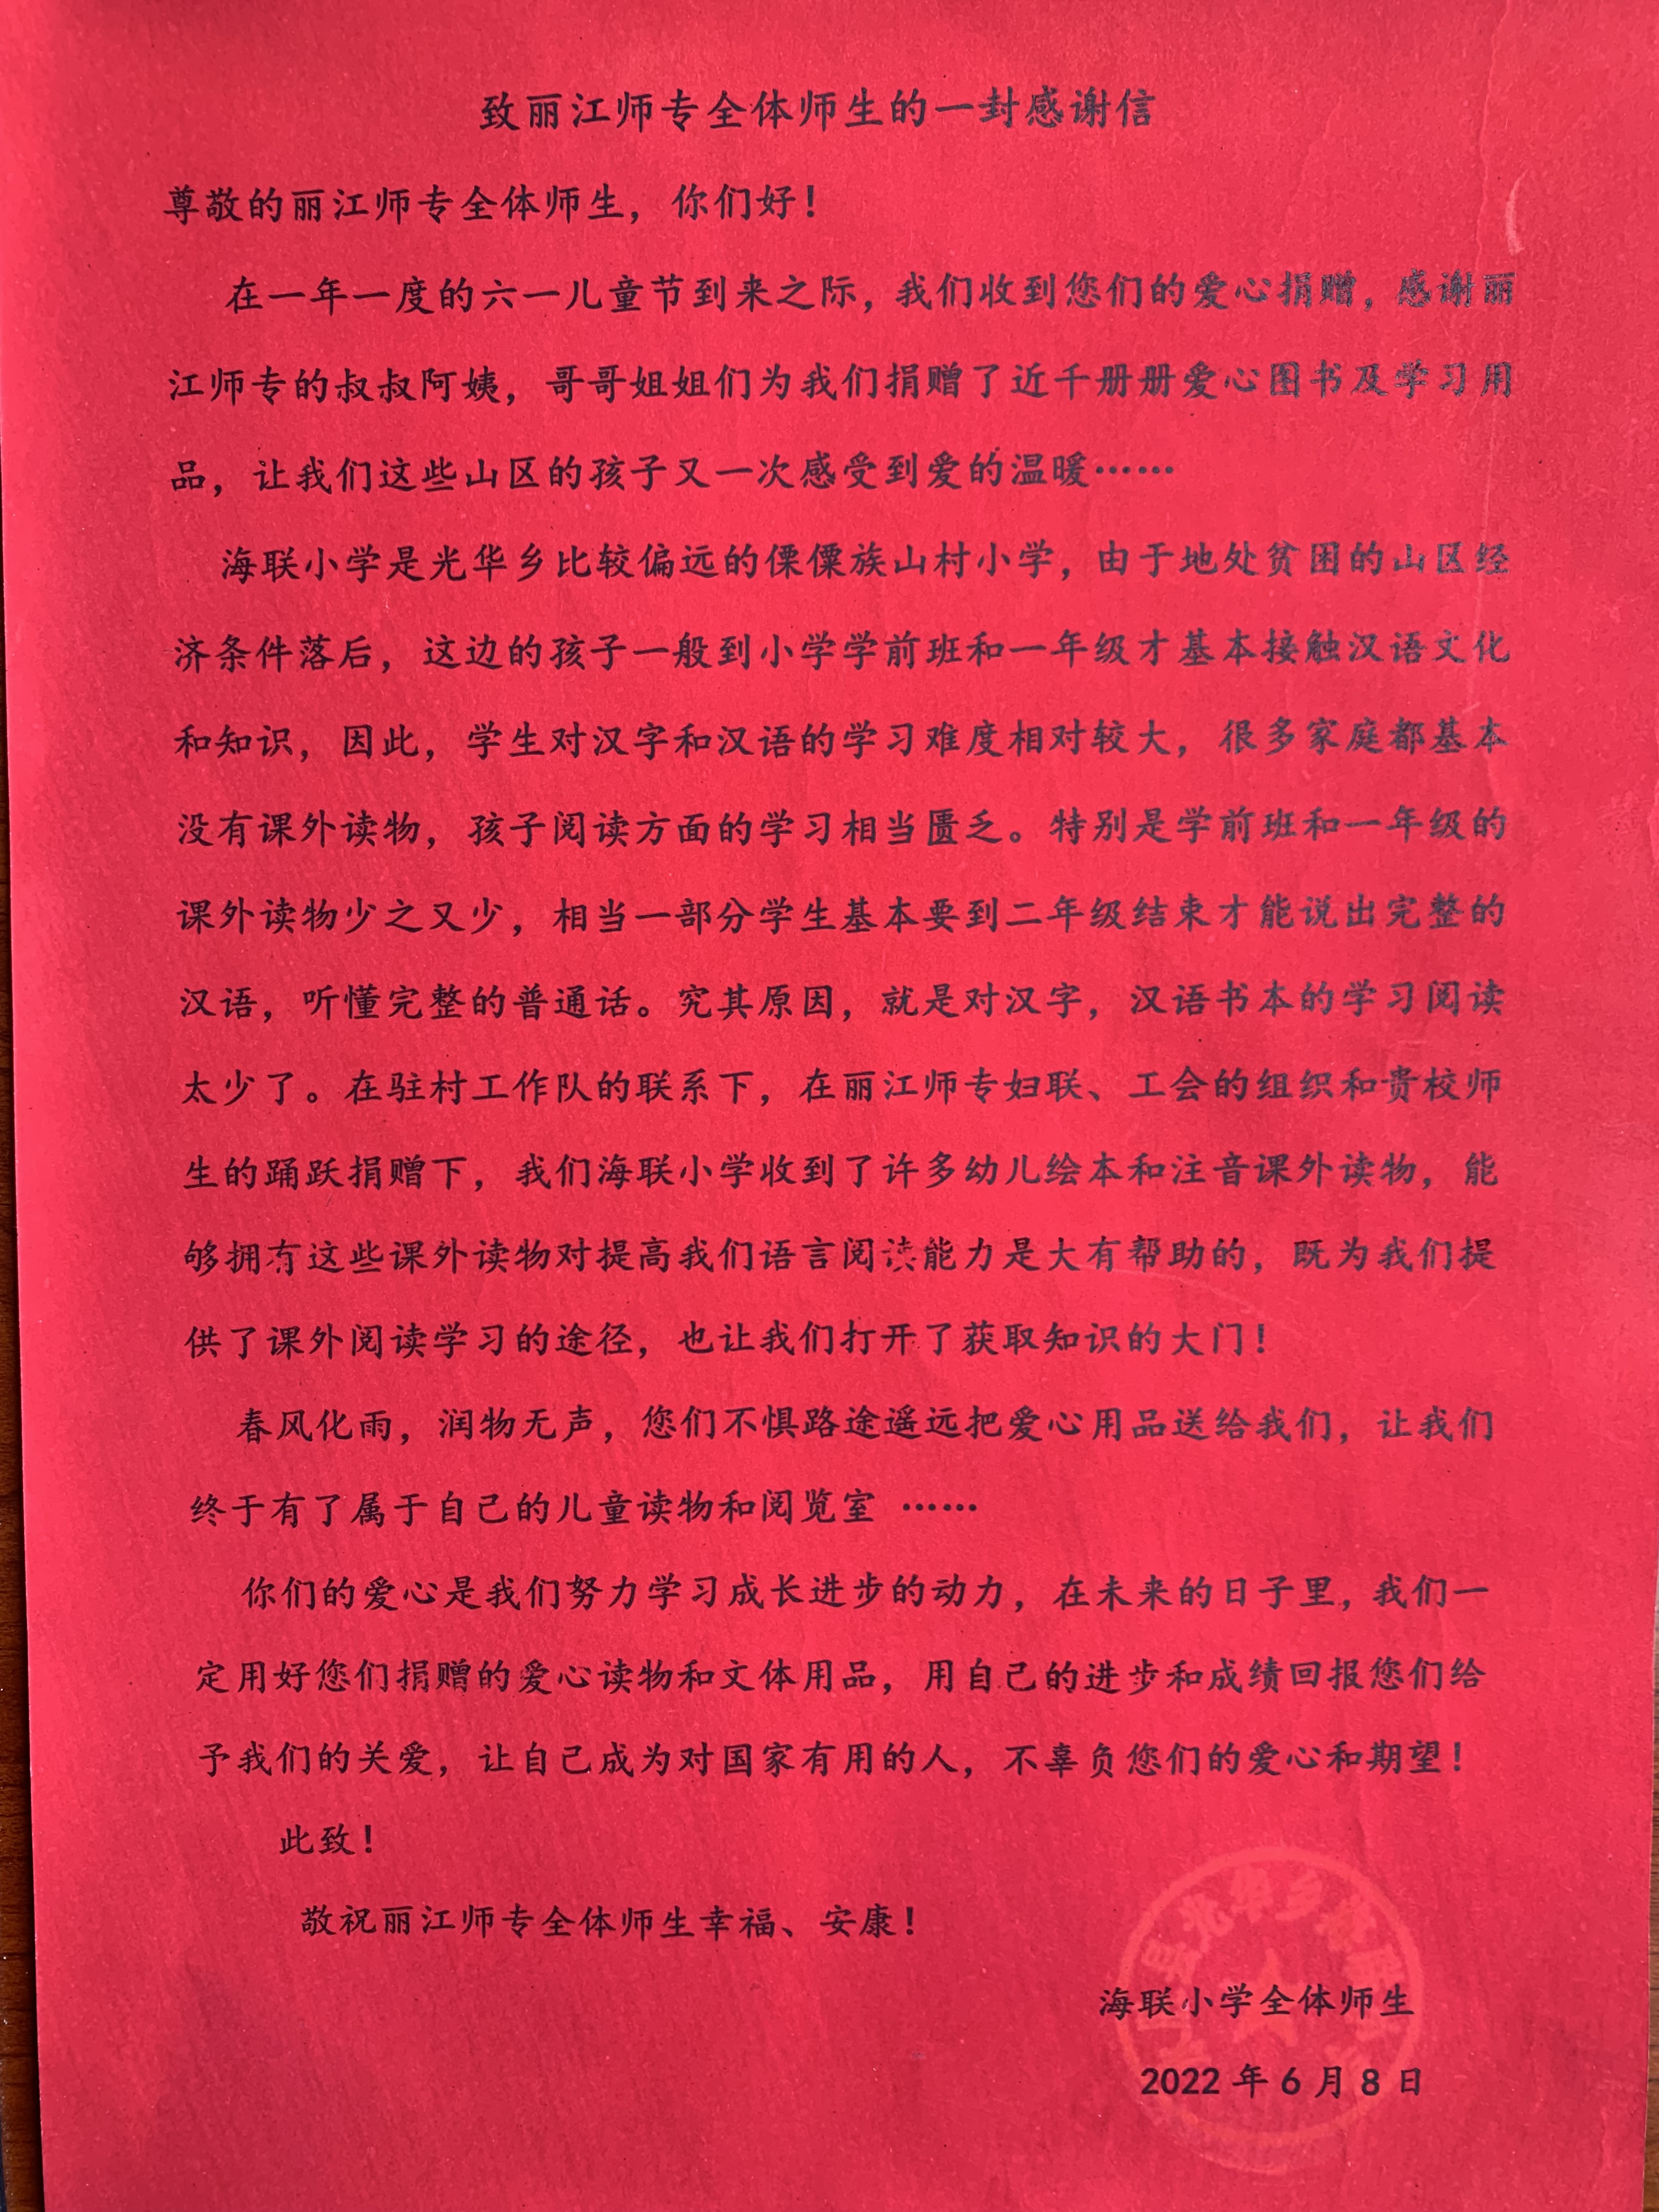 致丽江师专全体师生的一封感谢信
尊敬的丽江师专全体师生，你们好！
在一年一度的六一儿童节到来之际，我们收到您们的爱心捐赠，感谢丽
江师专的叔叔阿姨，哥哥姐姐们为我们捐赠了近千册册爱心图书及学习用
品，让我们这些山区的孩子又一次感受到爱的温暖……
海联小学是光华乡比较偏远的傈僳族山村小学，由于地处贫困的山区经
济条件落后，这边的孩子一般到小学学前班和一年级才基本接触汉语文化
和知识，因此，学生对汉字和汉语的学习难度相对较大，很多家庭都基本
没有课外读物，孩子阅读方面的学习相当匮乏。特别是学前班和一年级的
课外读物少之又少，相当一部分学生基本要到二年级结束才能说出完整的
汉语，听懂完整的普通话。究其原因，就是对汉字，汉语书本的学习阅读
太少了。在驻村工作队的联系下，在丽江师专妇联、工会的组织和贵校师
生的踊跃捐赠下，我们海联小学收到了许多幼儿绘本和注音课外读物，能
够拥有这些课外读物对提高我们语言阅读能力是大有帮助的，既为我们提
供了课外阅读学习的途径，也让我们打开了获取知识的大门！
春风化雨，润物无声，您们不惧路途遥远把爱心用品送给我们，让我们
终于有了属于自己的儿童读物和阅览室 ……
你们的爱心是我们努力学习成长进步的动力，在未来的日子里，我们一
定用好您们捐赠的爱心读物和文体用品，用自己的进步和成绩回报您们给
予我们的关爱，让自己成为对国家有用的人，不辜负您们的爱心和期望！
此致！
敬祝丽江师专全体师生幸福、安康！
海联小学全体师生
2022 年 6 月 8 日